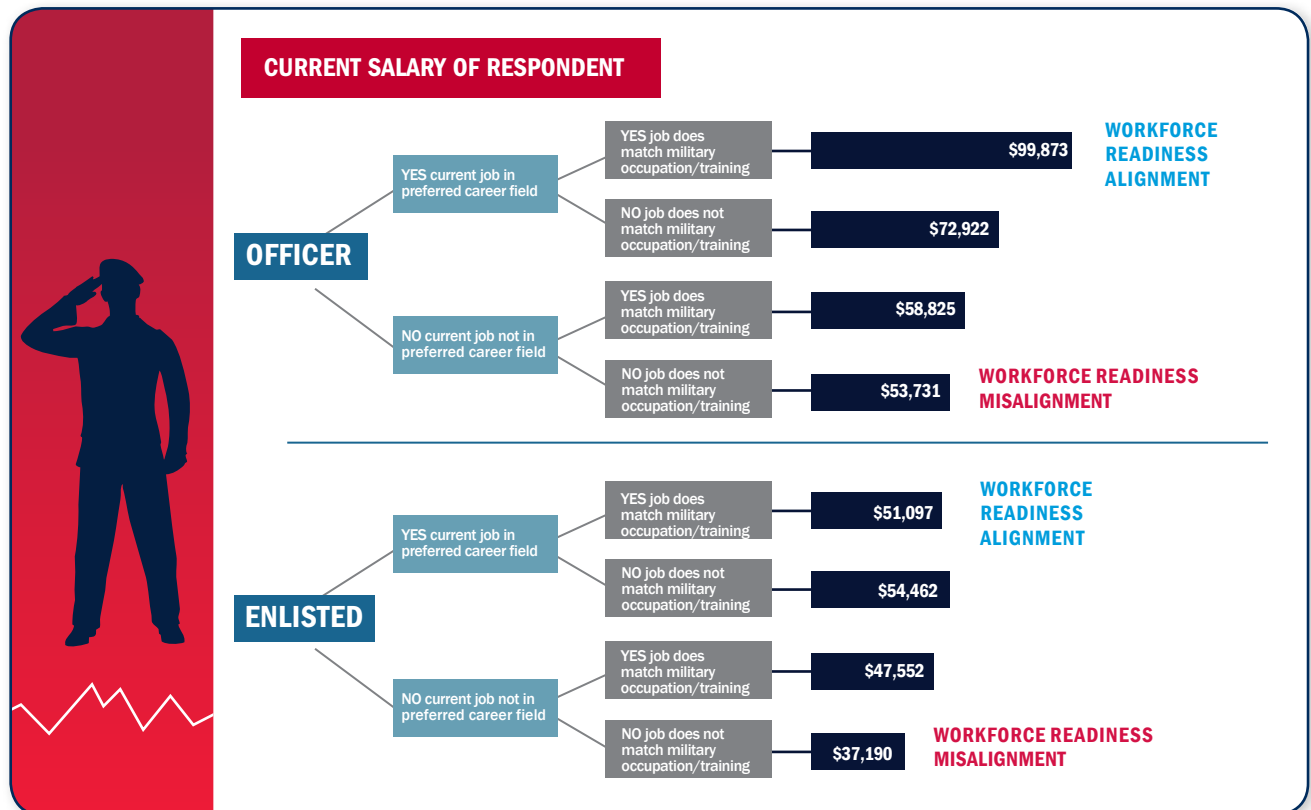 CURRENT SALARY OF RESPONDENT
OFFICER
YES current job in
preferred career field
YES job does
match military
occupation/training
$99,873
WORKFORCE
READINESS
ALIGNMENT
NO job does not
match military
occupation/training
$72,922
NO current job not in
preferred career field
YES job does
match military
occupation/training
$58,825
NO job does not
match military
occupation/training
$53,731
WORKFORCE READINESS
MISALIGNMENT
ENLISTED
YES current job in
preferred career field
YES job does
match military
occupation/training
$51,097
WORKFORCE
READINESS
ALIGNMENT
NO job does not
match military
occupation/training
$54,462
NO current job not in
preferred career field
YES job does
match military
occupation/training
$47,552
NO job does not
match military
occupation/training
$37,190
WORKFORCE READINESS
MISALIGNMENT